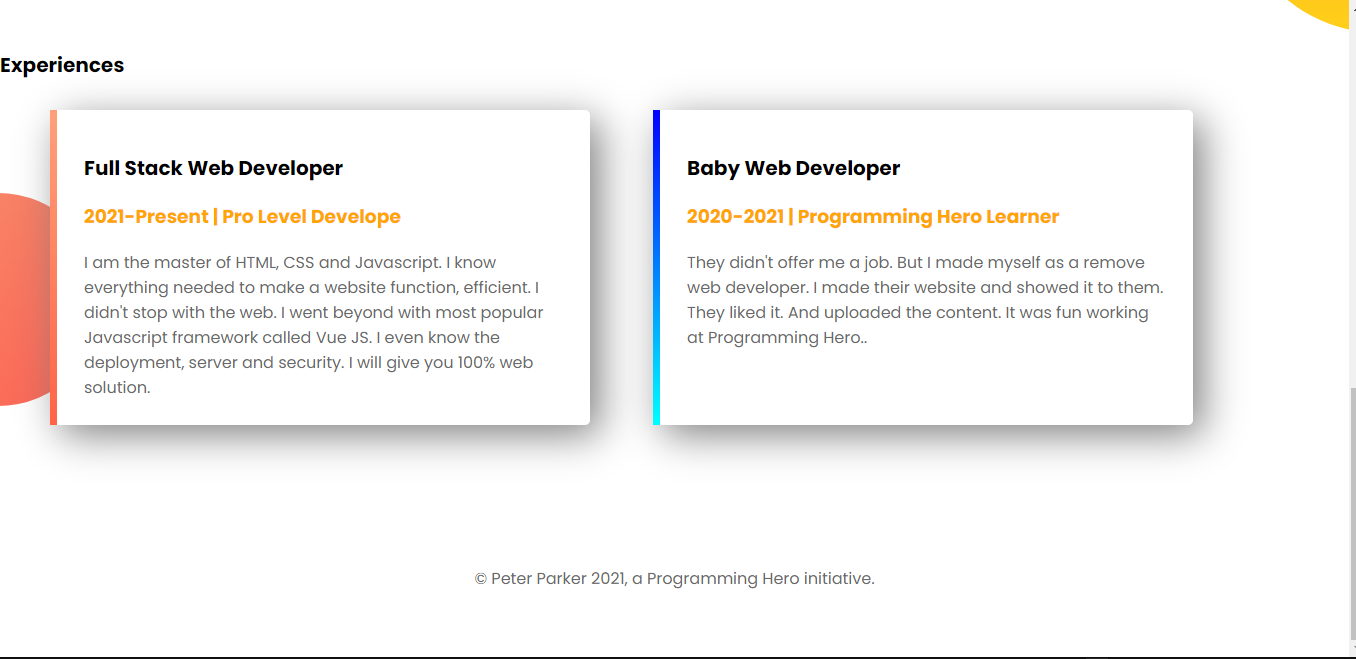 Experiences
Full Stack Web Developer
2021-Present | Pro Level Develope
I am the master of HTML, CSS and Javascript. I know
everything needed to make a website function, efficient. I
didn't stop with the web. I went beyond with most popular
Javascript framework called Vue JS. I even know the
deployment, server and security. I will give you 100% web
solution.
Baby Web Developer
2020-2021 | Programming Hero Learner
They didn't offer me a job. But I made myself as a remove
web developer. I made their website and showed it to them.
They liked it. And uploaded the content. It was fun working
at Programming Hero..
© Peter Parker 2021, a Programming Hero initiative.